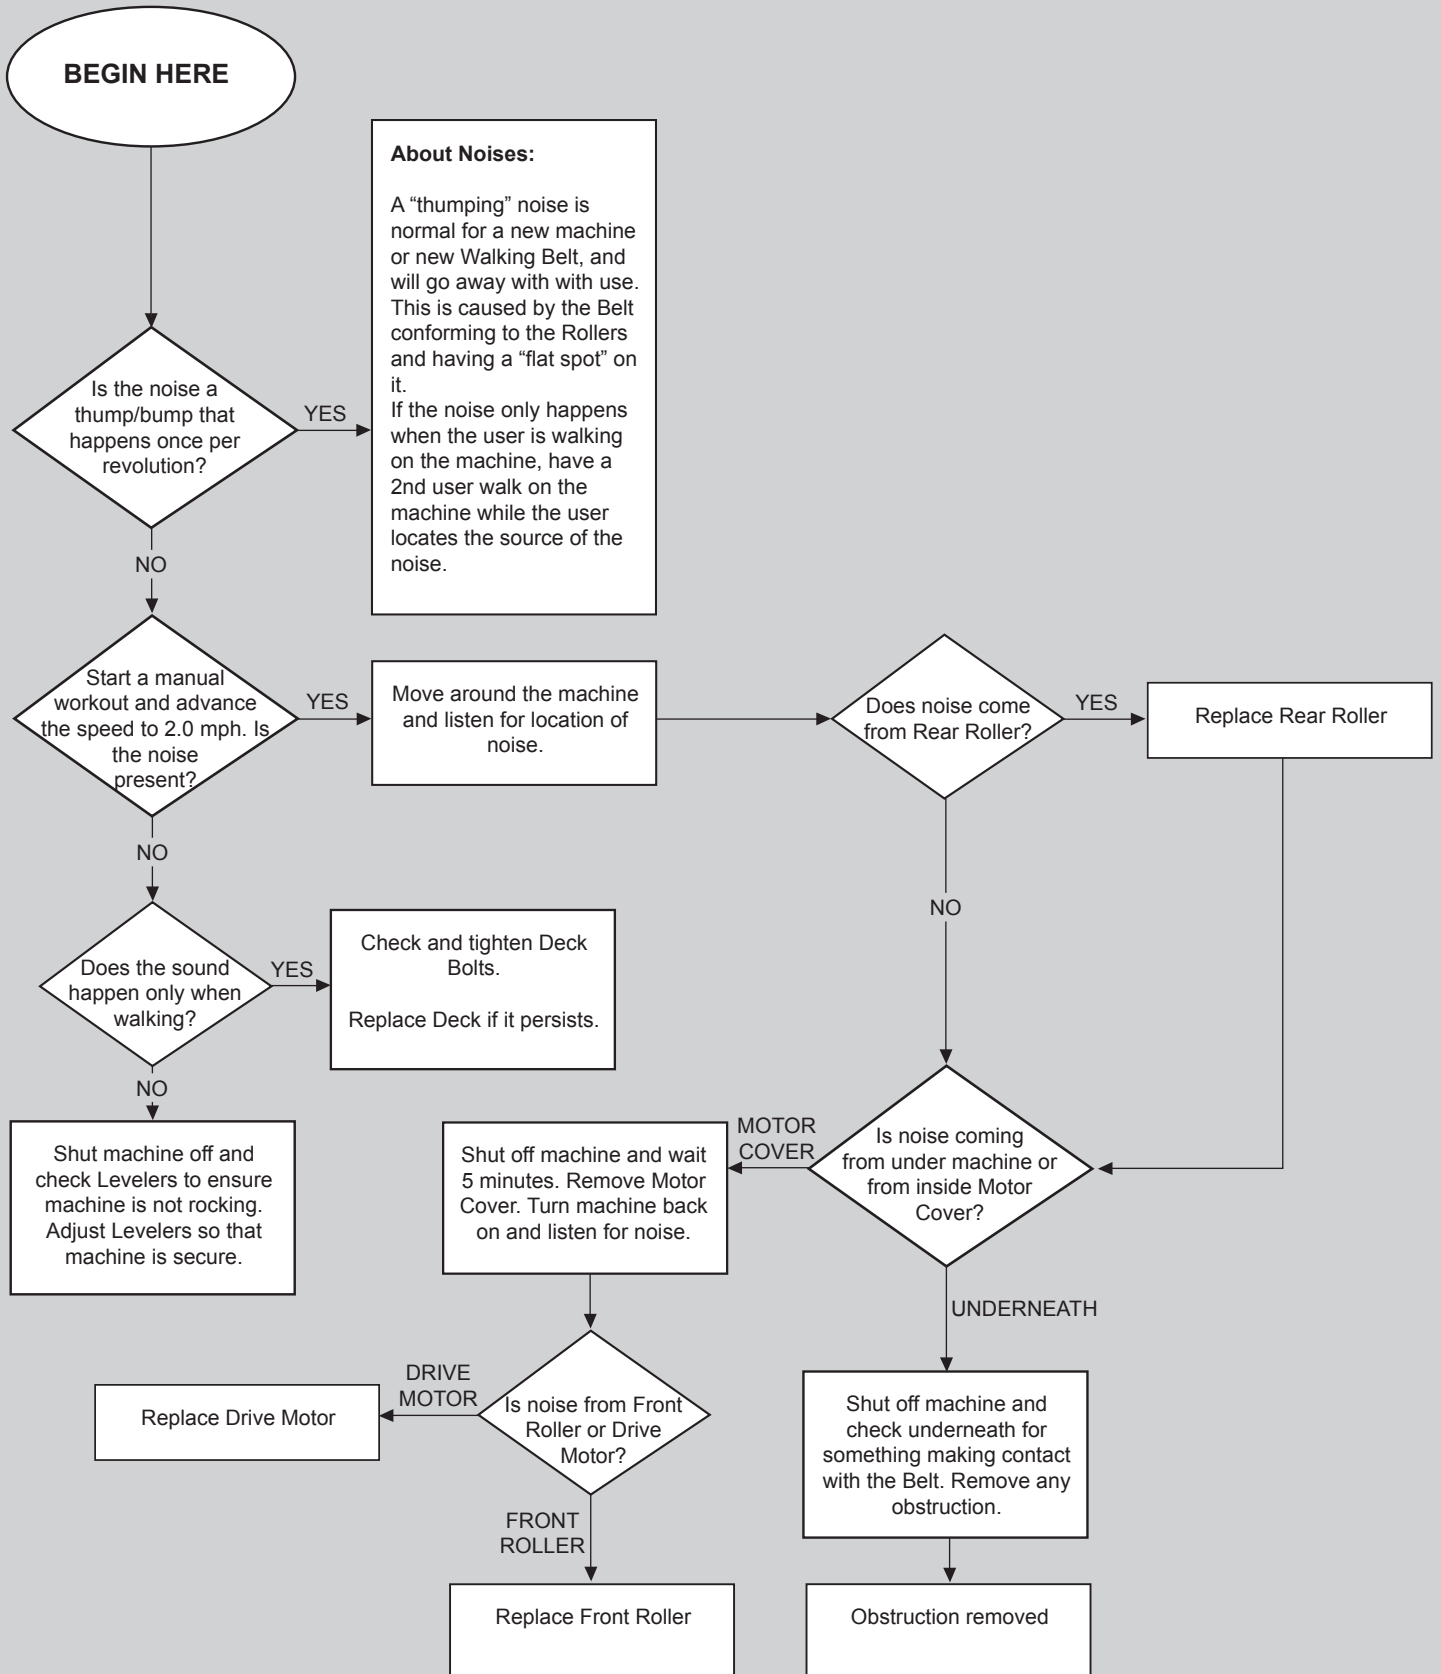 BEGIN HERE
About Noises:
A “thumping” noise is
normal for a new machine
or new Walking Belt, and
will go away with with use.
This is caused by the Belt
conforming to the Rollers
and having a “flat spot” on
it.
If the noise only happens
when the user is walking
on the machine, have a
2nd user walk on the
machine while the user
locates the source of the
noise.
Is the noise a
thump/bump that
happens once per
revolution?
YES
NO
Start a manual
workout and advance
the speed to 2.0 mph. Is
the noise
present?
YES
Move around the machine
and listen for location of
noise.
Does noise come
from Rear Roller?
YES
Replace Rear Roller
NO
NO
Does the sound
happen only when
walking?
YES
Check and tighten Deck
Bolts.
Replace Deck if it persists.
NO
Shut machine off and
check Levelers to ensure
machine is not rocking.
Adjust Levelers so that
machine is secure.
Is noise coming
from under machine or
from inside Motor
Cover?
MOTOR
COVER
Shut off machine and wait
5 minutes. Remove Motor
Cover. Turn machine back
on and listen for noise.
UNDERNEATH
Is noise from Front
Roller or Drive
Motor?
DRIVE
MOTOR
Replace Drive Motor
Shut off machine and
check underneath for
something making contact
with the Belt. Remove any
obstruction.
FRONT
ROLLER
Replace Front Roller
Obstruction removed